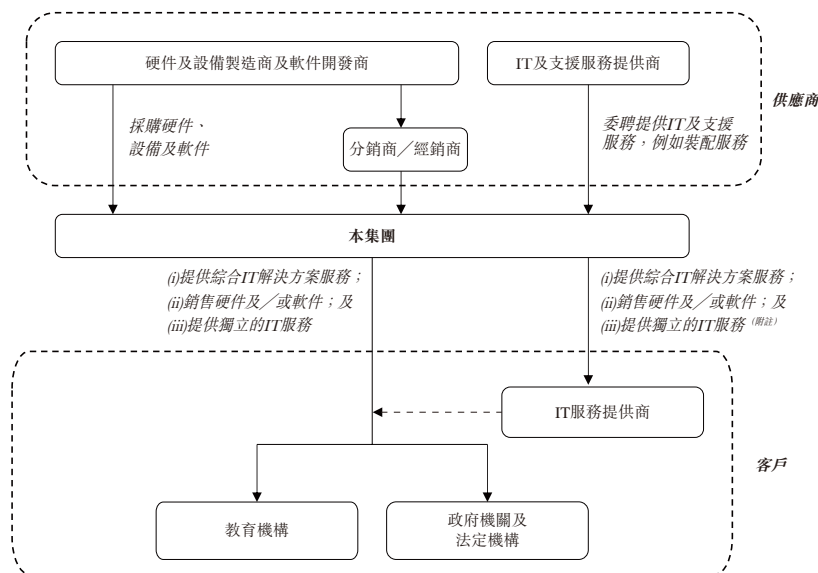 硬件及設備製造商及軟件開發商
IT及支援服務提供商
供應商
採購硬件、
設備及軟件
分銷商／經銷商
委聘提供IT及支援
服務，例如裝配服務
本集團
(i)提供綜合IT解決方案服務；
(ii)銷售硬件及／或軟件；及
(iii)提供獨立的IT服務
(i)提供綜合IT解決方案服務；
(ii)銷售硬件及／或軟件；及
(iii)提供獨立的IT服務（附註）
IT服務提供商
客戶
教育機構
政府機關及
法定機構